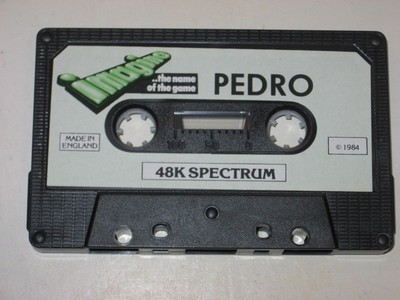 imagine
...the name
of the game
PEDRO
MADE IN
ENGLAND
© 1984
48K SPECTRUM